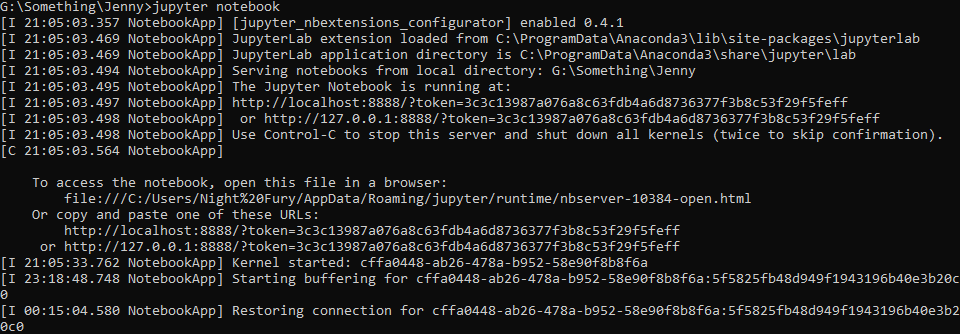 G:\Something\Jenny>jupyter notebook
[I 21:05:03.357 NotebookApp] [jupyter_nbextensions_configurator] enabled 0.4.1
[I 21:05:03.469 NotebookApp] JupyterLab extension loaded from C:\ProgramData\Anaconda3\lib\site-packages\jupyterlab
[I 21:05:03.469 NotebookApp] JupyterLab application directory is C:\ProgramData\Anaconda3\share\jupyter\lab
[I 21:05:03.494 NotebookApp] Serving notebooks from local directory: G:\Something\Jenny
[I 21:05:03.495 NotebookApp] The Jupyter Notebook is running at:
[I 21:05:03.497 NotebookApp] http://localhost:8888/?token=3c3c13987a076a8c63fdb4a6d8736377f3b8c53f29f5feff
[I 21:05:03.498 NotebookApp]  or http://127.0.0.1:8888/?token=3c3c13987a076a8c63fdb4a6d8736377f3b8c53f29f5feff
[I 21:05:03.498 NotebookApp] Use Control-C to stop this server and shut down all kernels (twice to skip confirmation).
[C 21:05:03.564 NotebookApp]
To access the notebook, open this file in a browser:
file:///C:/Users/Night%20Fury/AppData/Roaming/jupyter/runtime/nbserver-10384-open.html
Or copy and paste one of these URLs:
http://localhost:8888/?token=3c3c13987a076a8c63fdb4a6d8736377f3b8c53f29f5feff
or http://127.0.0.1:8888/?token=3c3c13987a076a8c63fdb4a6d8736377f3b8c53f29f5feff
[I 21:05:33.762 NotebookApp] Kernel started: cffa0448-ab26-478a-b952-58e90f8b8f6a
[I 23:18:48.748 NotebookApp] Starting buffering for cffa0448-ab26-478a-b952-58e90f8b8f6a:5f5825fb48d949f1943196b40e3b20c
0
[I 00:15:04.580 NotebookApp] Restoring connection for cffa0448-ab26-478a-b952-58e90f8b8f6a:5f5825fb48d949f1943196b40e3b2
0c0